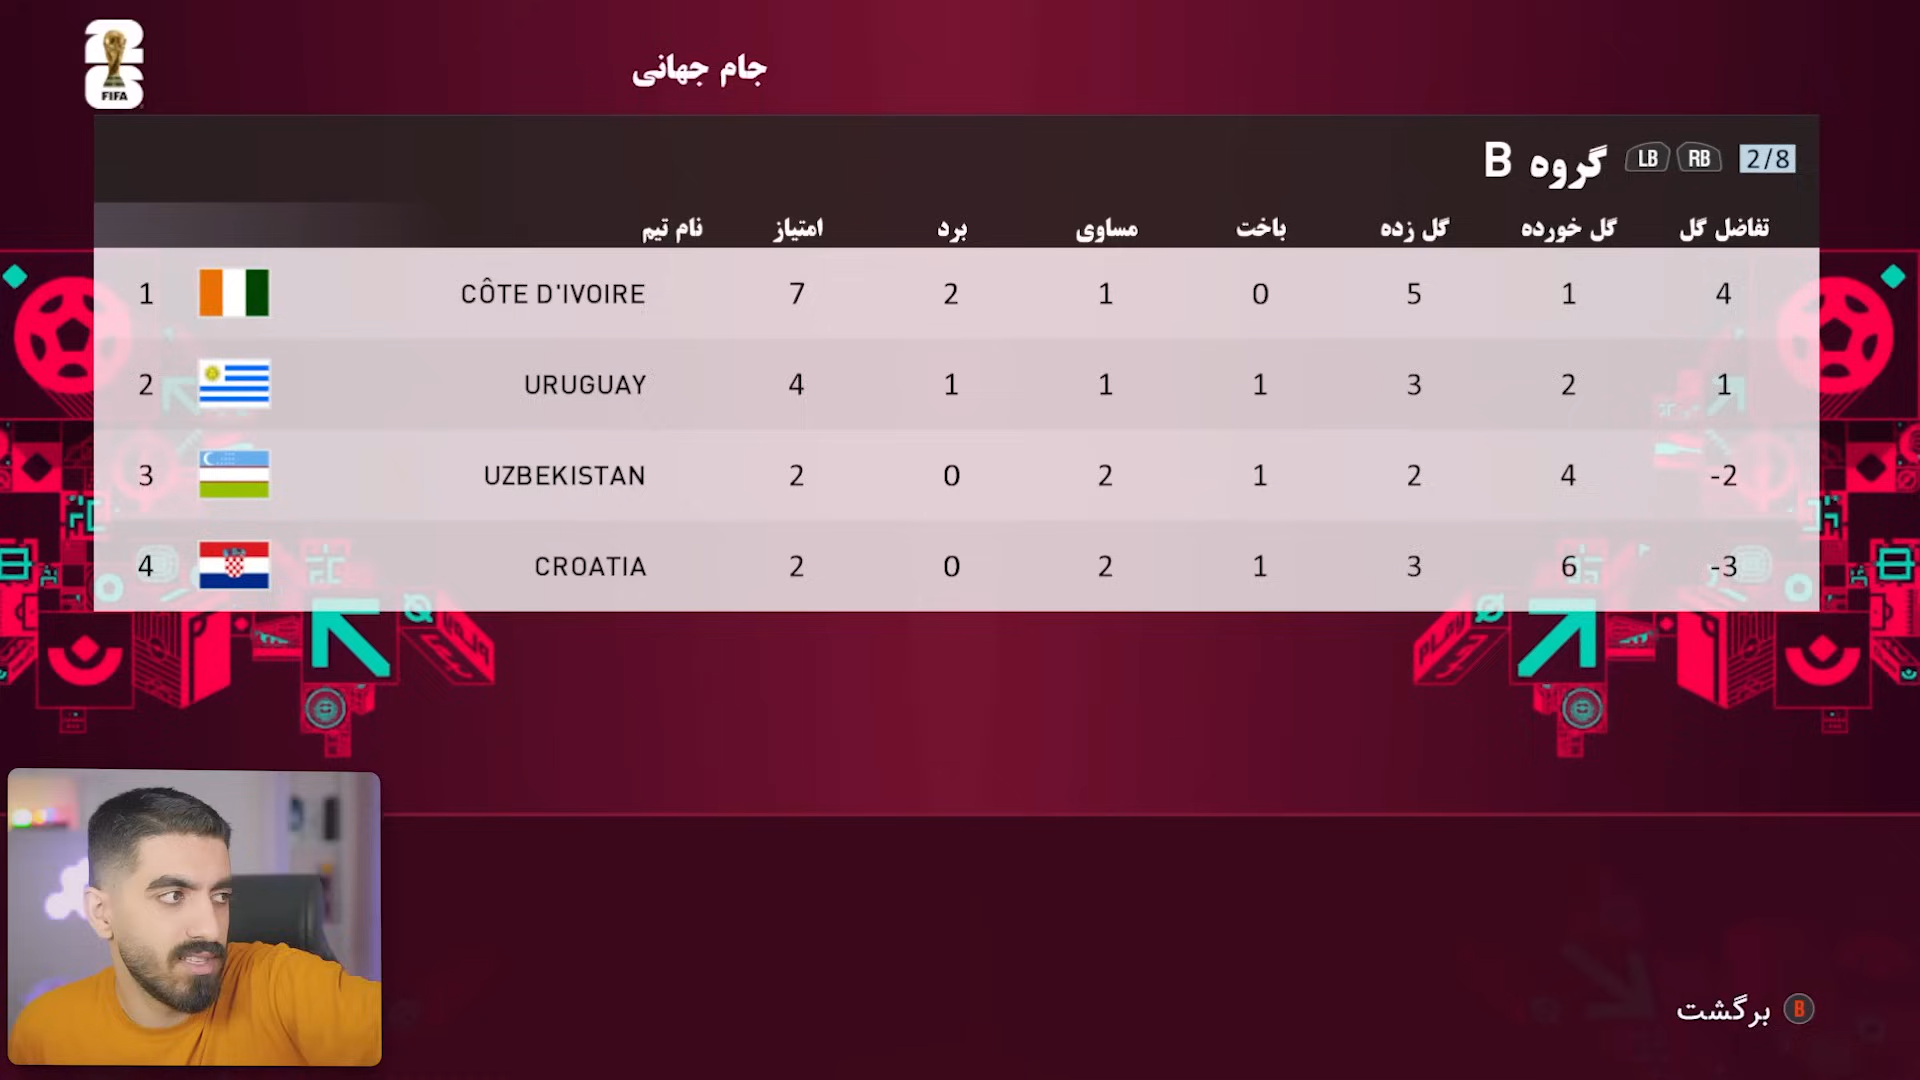 FIFA
جام جهانی
گروه B LB RB 2/8
نام تیم امتیاز برد مساوی باخت گل زده گل خورده تفاضل گل
1 CÔTE D'IVOIRE 7 2 1 0 5 1 4
2 URUGUAY 4 1 1 1 3 2 1
3 UZBEKISTAN 2 0 2 1 2 4 -2
4 CROATIA 2 0 2 1 3 6 -3
PLAY
برگشت B